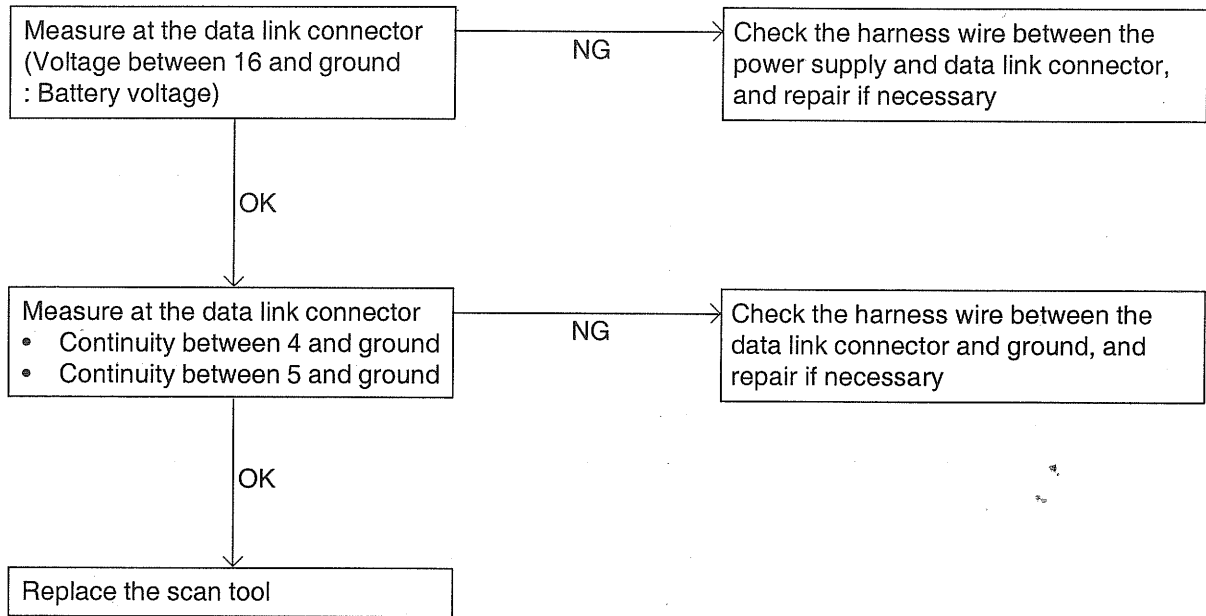 Measure at the data link connector
(Voltage between 16 and ground
: Battery voltage)
NG
Check the harness wire between the
power supply and data link connector,
and repair if necessary
OK
Measure at the data link connector
• Continuity between 4 and ground
• Continuity between 5 and ground
NG
Check the harness wire between the
data link connector and ground, and
repair if necessary
OK
Replace the scan tool